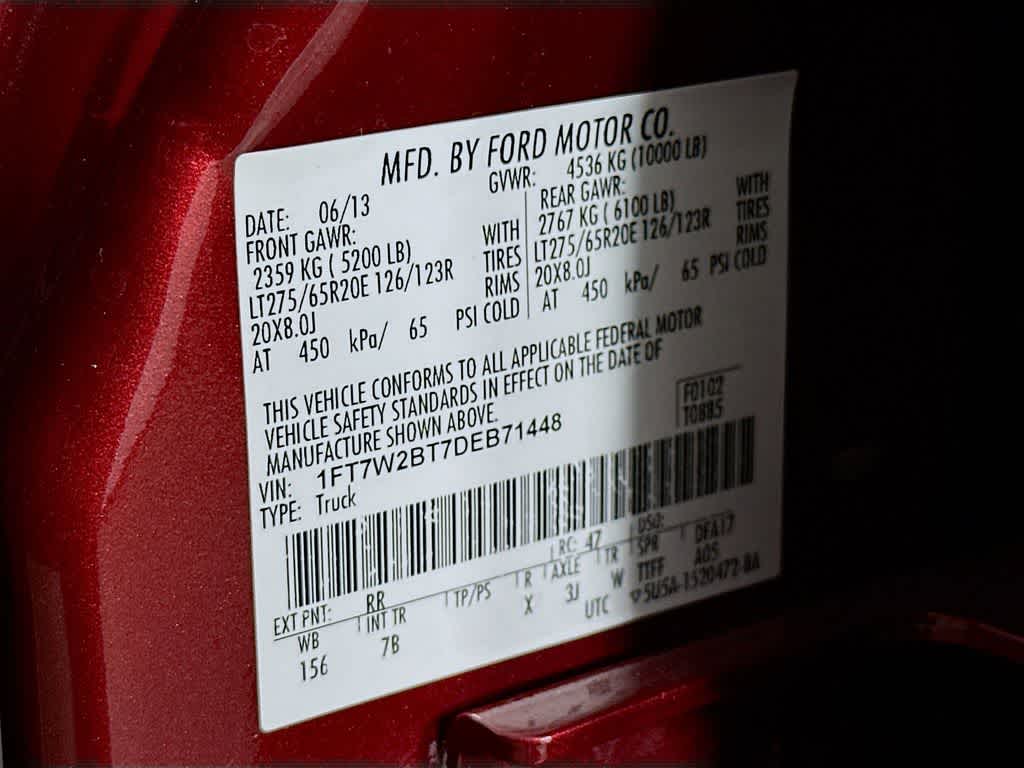 MFD. BY FORD MOTOR CO.
DATE: 06/13 GVWR: 4536 KG (10000 LB)
FRONT GAWR: REAR GAWR:
2359 KG ( 5200 LB) WITH 2767 KG ( 6100 LB) WITH
LT275/65R20E 126/123R TIRES LT275/65R20E 126/123R TIRES
20X8.0J RIMS 20X8.0J RIMS
AT 450 kPa/ 65 PSI COLD AT 450 kPa/ 65 PSI COLD
THIS VEHICLE CONFORMS TO ALL APPLICABLE FEDERAL MOTOR
VEHICLE SAFETY STANDARDS IN EFFECT ON THE DATE OF
MANUFACTURE SHOWN ABOVE.
F0102
T0885
VIN: 1FT7W2BT7DEB71448
TYPE: Truck
EXT PNT: RR RC: 47 DSO:
WB INT TR TP/PS R AXLE TR SPR DFA17
156 7B X 3J W TTFF A05
UTC ▽ 5U5A-1520472-BA